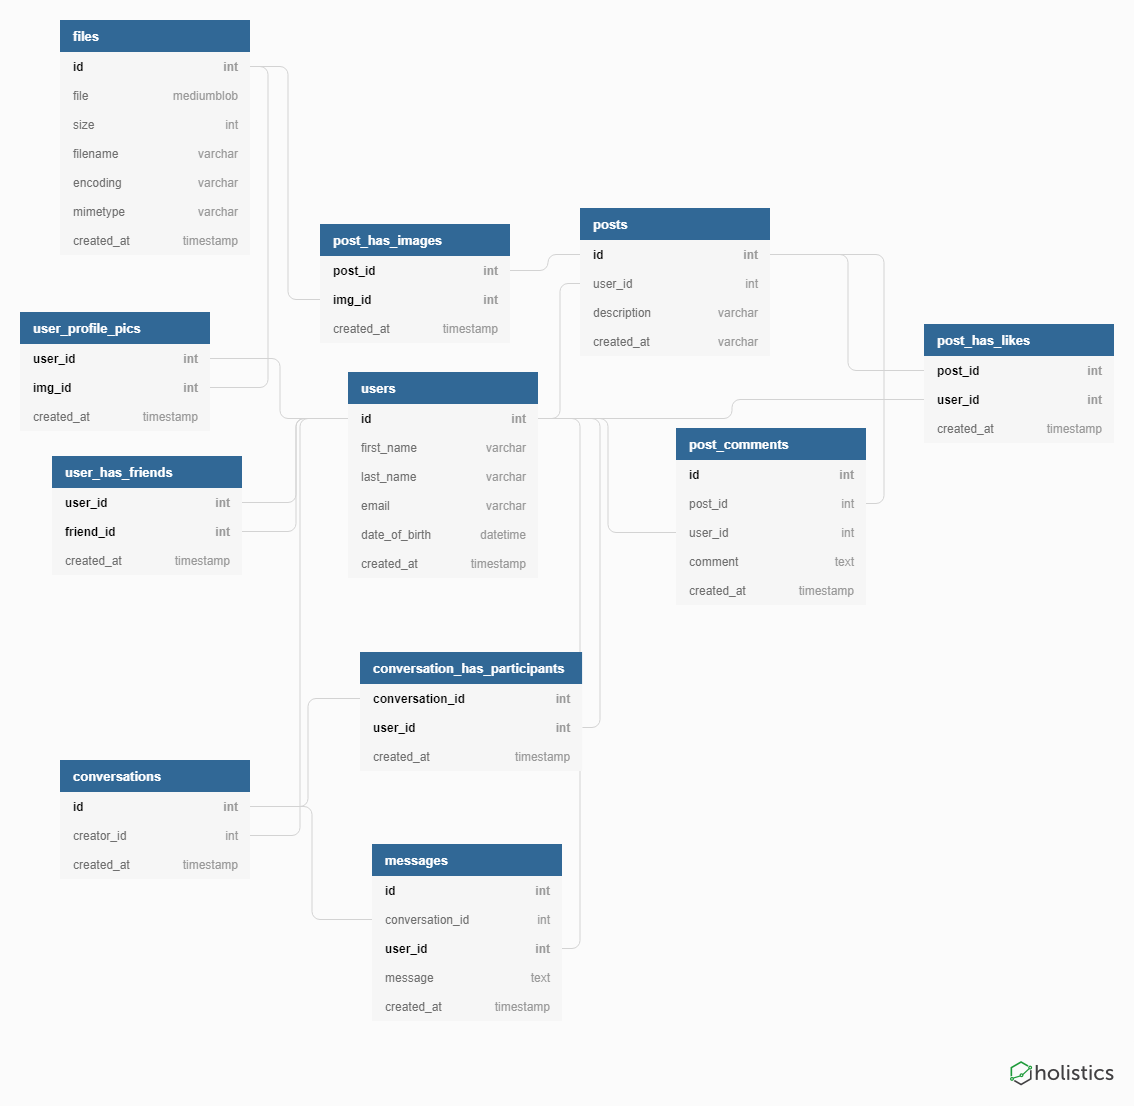 files
id int
file mediumblob
size int
filename varchar
encoding varchar
mimetype varchar
created_at timestamp
post_has_images
post_id int
img_id int
created_at timestamp
posts
id int
user_id int
description varchar
created_at varchar
user_profile_pics
user_id int
img_id int
created_at timestamp
post_has_likes
post_id int
user_id int
created_at timestamp
users
id int
first_name varchar
last_name varchar
email varchar
date_of_birth datetime
created_at timestamp
user_has_friends
user_id int
friend_id int
created_at timestamp
post_comments
id int
post_id int
user_id int
comment text
created_at timestamp
conversation_has_participants
conversation_id int
user_id int
created_at timestamp
conversations
id int
creator_id int
created_at timestamp
messages
id int
conversation_id int
user_id int
message text
created_at timestamp
holistics